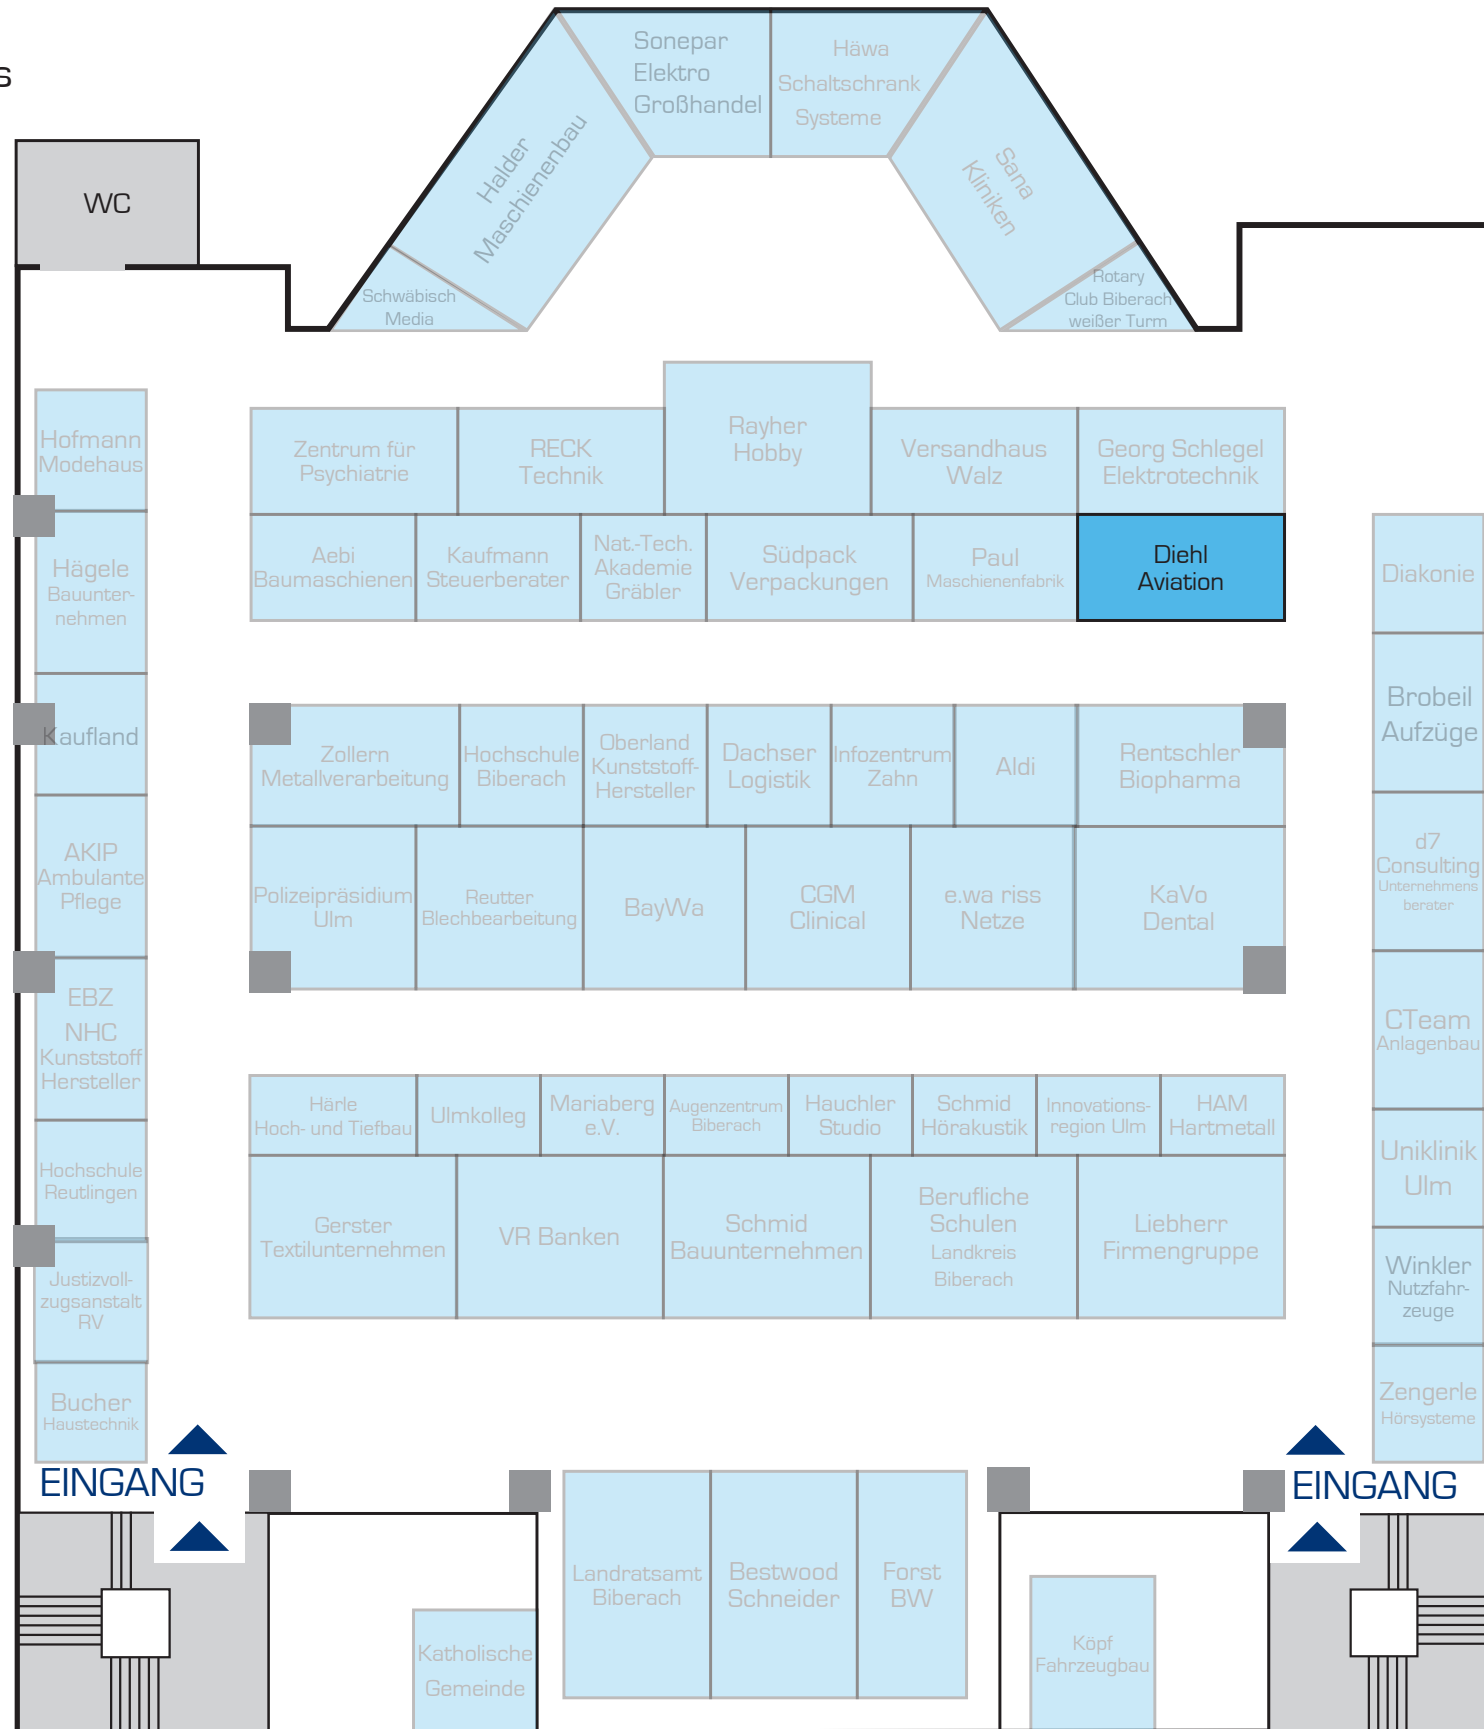 s
Sonepar
Elektro
Großhandel
Häwa
Schaltschrank
Systeme
Halder
Maschienenbau
Sana
Kliniken
WC
Schwäbisch
Media
Rotary
Club Biberach
weißer Turm
Hofmann
Modehaus
Hägele
Bauunter-
nehmen
Kaufland
AKIP
Ambulante
Pflege
EBZ
NHC
Kunststoff
Hersteller
Hochschule
Reutlingen
Justizvoll-
zugsanstalt
RV
Bucher
Haustechnik
Zentrum für
Psychiatrie
RECK
Technik
Rayher
Hobby
Versandhaus
Walz
Georg Schlegel
Elektrotechnik
Aebi
Baumaschienen
Kaufmann
Steuerberater
Nat.-Tech.
Akademie
Gräbler
Südpack
Verpackungen
Paul
Maschienenfabrik
Diehl
Aviation
Zollern
Metallverarbeitung
Hochschule
Biberach
Oberland
Kunststoff-
Hersteller
Dachser
Logistik
Infozentrum
Zahn
Aldi
Rentschler
Biopharma
Polizeipräsidium
Ulm
Reutter
Blechbearbeitung
BayWa
CGM
Clinical
e.wa riss
Netze
KaVo
Dental
Härle
Hoch- und Tiefbau
Ulmkolleg
Mariaberg
e.V.
Augenzentrum
Biberach
Hauchler
Studio
Schmid
Hörakustik
Innovations-
region Ulm
HAM
Hartmetall
Gerster
Textilunternehmen
VR Banken
Schmid
Bauunternehmen
Berufliche
Schulen
Landkreis
Biberach
Liebherr
Firmengruppe
Diakonie
Brobeil
Aufzüge
d7
Consulting
Unternehmens
berater
CTeam
Anlagenbau
Uniklinik
Ulm
Winkler
Nutzfahr-
zeuge
Zengerle
Hörsysteme
EINGANG
EINGANG
Landratsamt
Biberach
Bestwood
Schneider
Forst
BW
Katholische
Gemeinde
Köpf
Fahrzeugbau